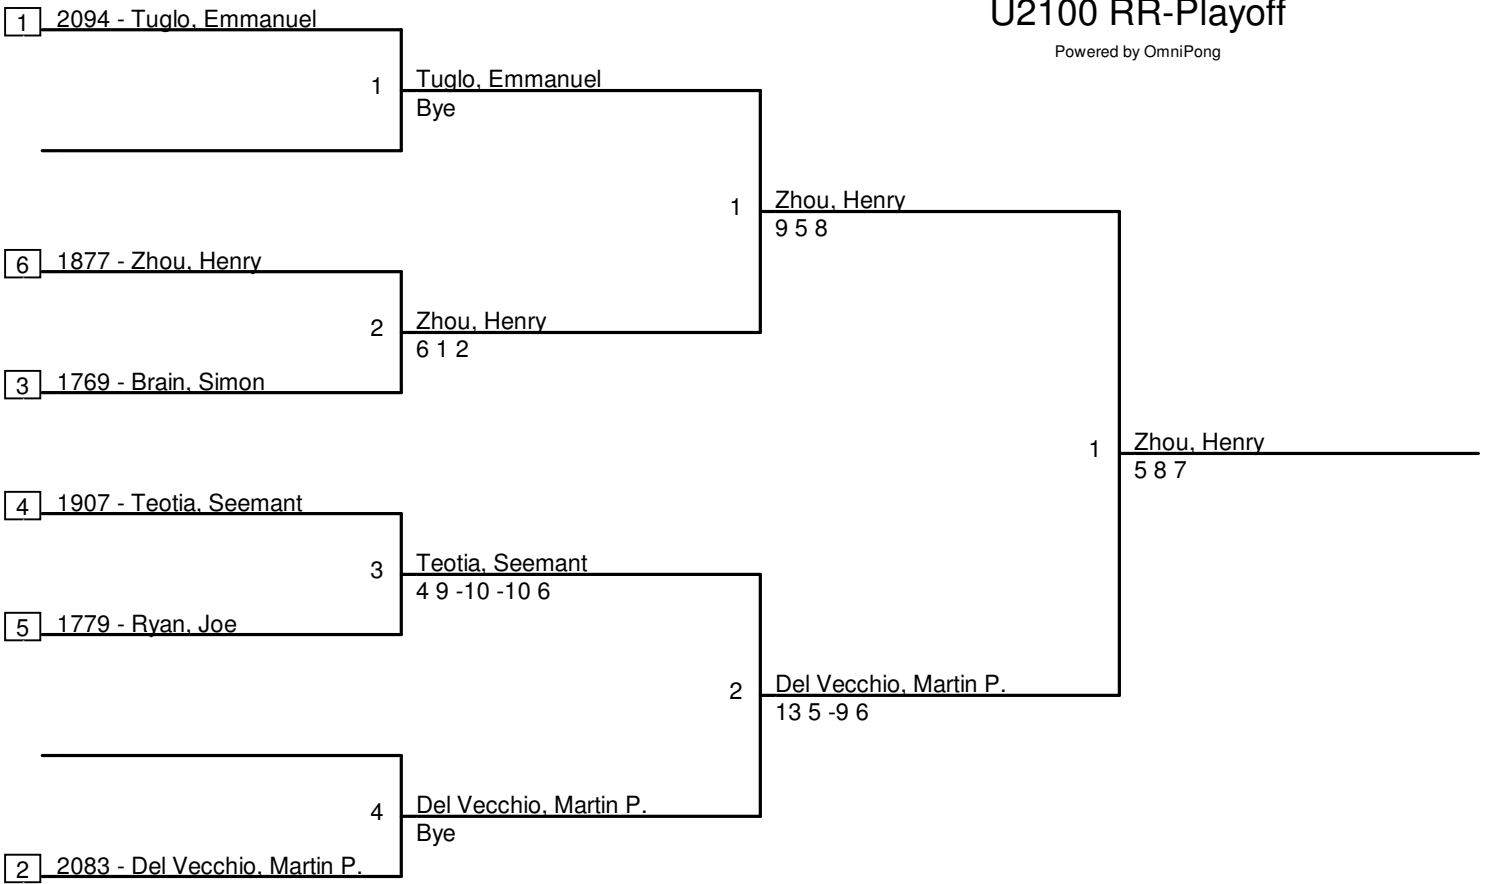 U2100 RR-Playoff
Powered by OmniPong
1 2094 - Tuglo, Emmanuel
1 Tuglo, Emmanuel
Bye
1 Zhou, Henry
9 5 8
6 1877 - Zhou, Henry
2 Zhou, Henry
6 1 2
3 1769 - Brain, Simon
1 Zhou, Henry
5 8 7
4 1907 - Teotia, Seemant
3 Teotia, Seemant
4 9 -10 -10 6
5 1779 - Ryan, Joe
2 Del Vecchio, Martin P.
13 5 -9 6
4 Del Vecchio, Martin P.
Bye
2 2083 - Del Vecchio, Martin P.